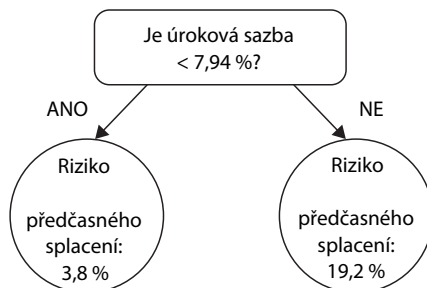 Je úroková sazba
< 7,94 %?
ANO
NE
Riziko
předčasného
splacení:
3,8 %
Riziko
předčasného
splacení:
19,2 %